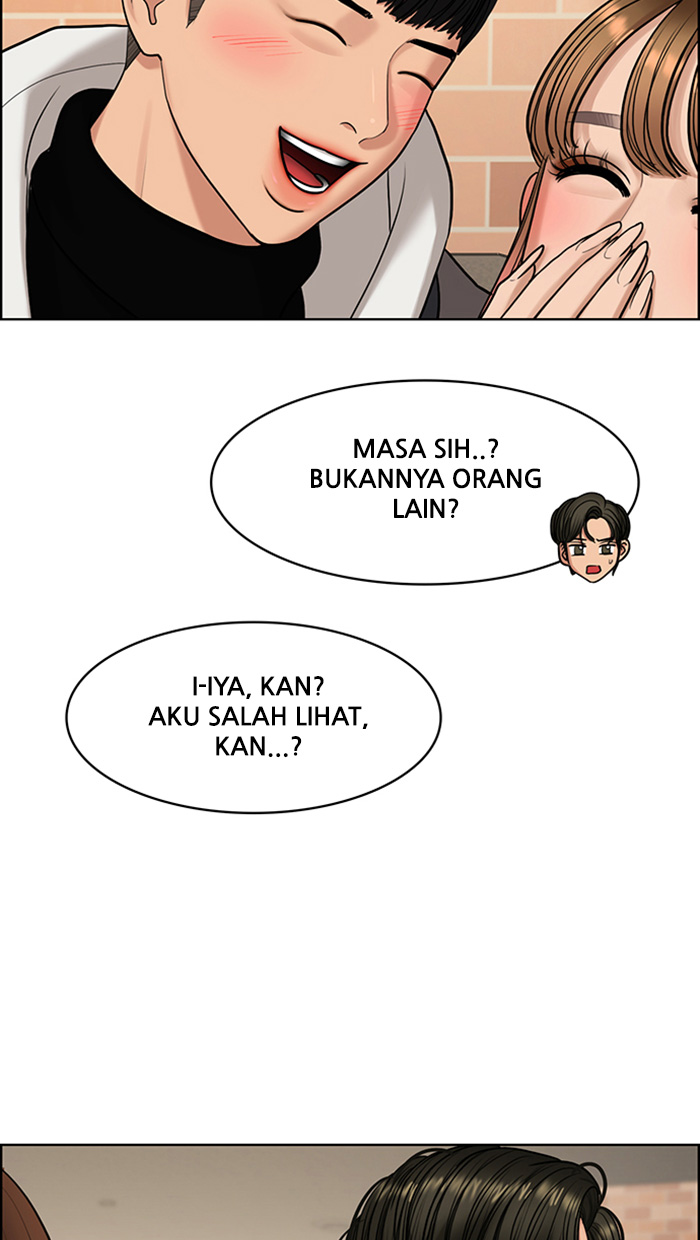 MASA SIH..?
BUKANNYA ORANG
LAIN?
I-IYA, KAN?
AKU SALAH LIHAT,
KAN...?